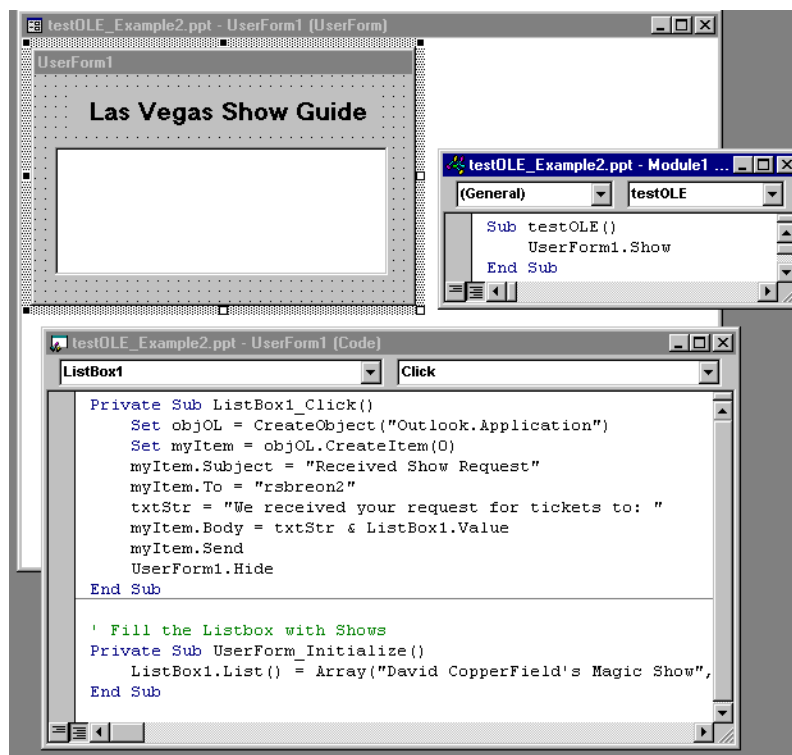 testOLE_Example2.ppt - UserForm1 (UserForm)
UserForm1
Las Vegas Show Guide
testOLE_Example2.ppt - Module1 ...
(General) testOLE
Sub testOLE()
    UserForm1.Show
End Sub
testOLE_Example2.ppt - UserForm1 (Code)
ListBox1 Click
Private Sub ListBox1_Click()
    Set objOL = CreateObject("Outlook.Application")
    Set myItem = objOL.CreateItem(0)
    myItem.Subject = "Received Show Request"
    myItem.To = "rsbreon2"
    txtStr = "We received your request for tickets to: "
    myItem.Body = txtStr & ListBox1.Value
    myItem.Send
    UserForm1.Hide
End Sub
' Fill the Listbox with Shows
Private Sub UserForm_Initialize()
    ListBox1.List() = Array("David CopperField's Magic Show",
End Sub